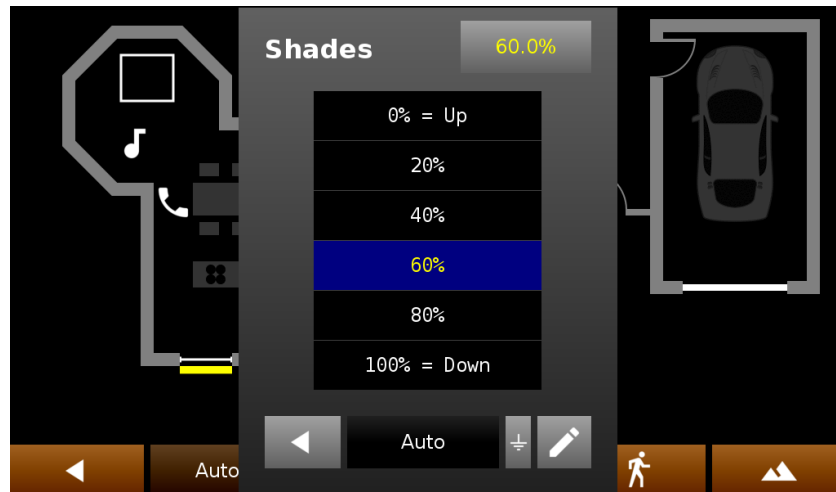 Shades
60.0%
0% = Up
20%
40%
60%
80%
100% = Down
Auto
Auto